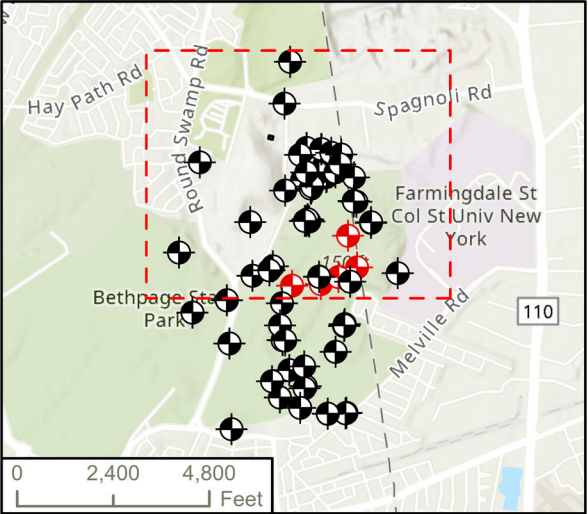 Hay Path Rd
Round Swamp Rd
Spagnoli Rd
Farmingdale St
Col St Univ New
York
150ft
Bethpage State
Park
110
Melville Rd
0 2,400 4,800
Feet